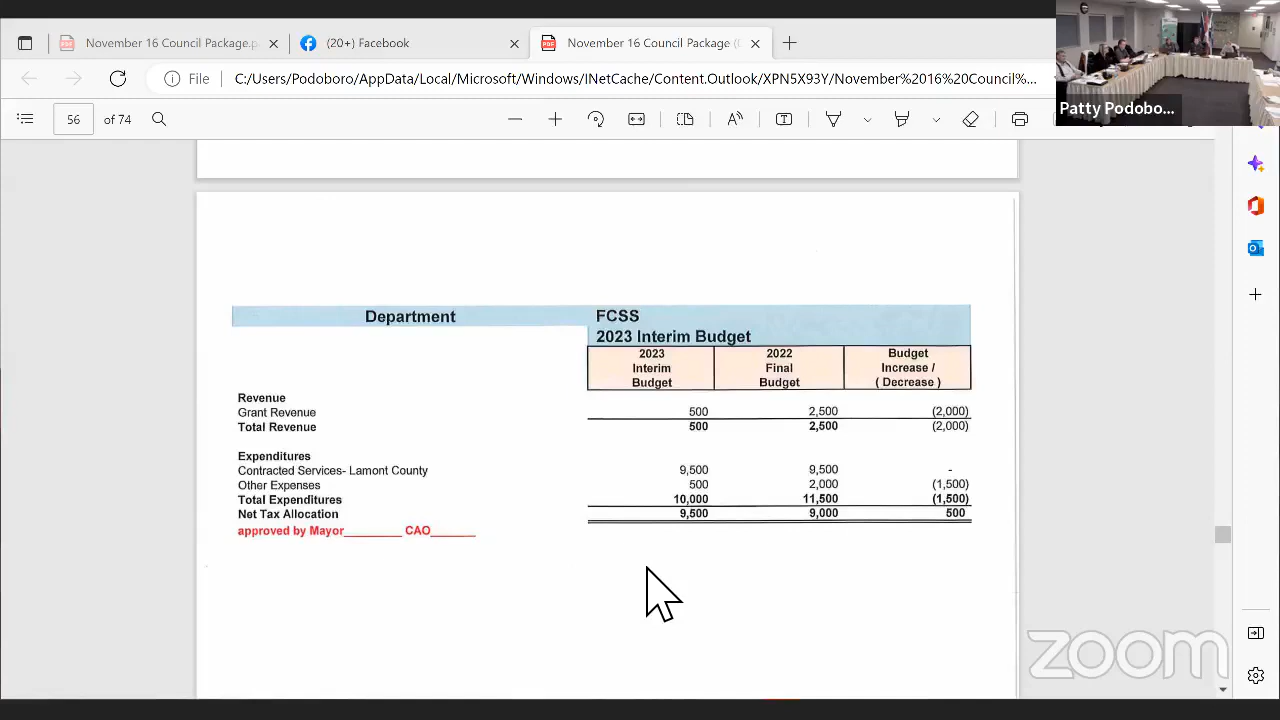 November 16 Council Package.p
(20+) Facebook
November 16 Council Package (
File C:/Users/Podoboro/AppData/Local/Microsoft/Windows/INetCache/Content.Outlook/XPN5X93Y/November%2016%20Council%...
Patty Podobo...
56 of 74
Department FCSS
2023 Interim Budget
2023 2022 Budget
Interim Final Increase /
Budget Budget ( Decrease )
Revenue
Grant Revenue 500 2,500 (2,000)
Total Revenue 500 2,500 (2,000)
Expenditures
Contracted Services- Lamont County 9,500 9,500 -
Other Expenses 500 2,000 (1,500)
Total Expenditures 10,000 11,500 (1,500)
Net Tax Allocation 9,500 9,000 500
approved by Mayor_________ CAO_______
zoom